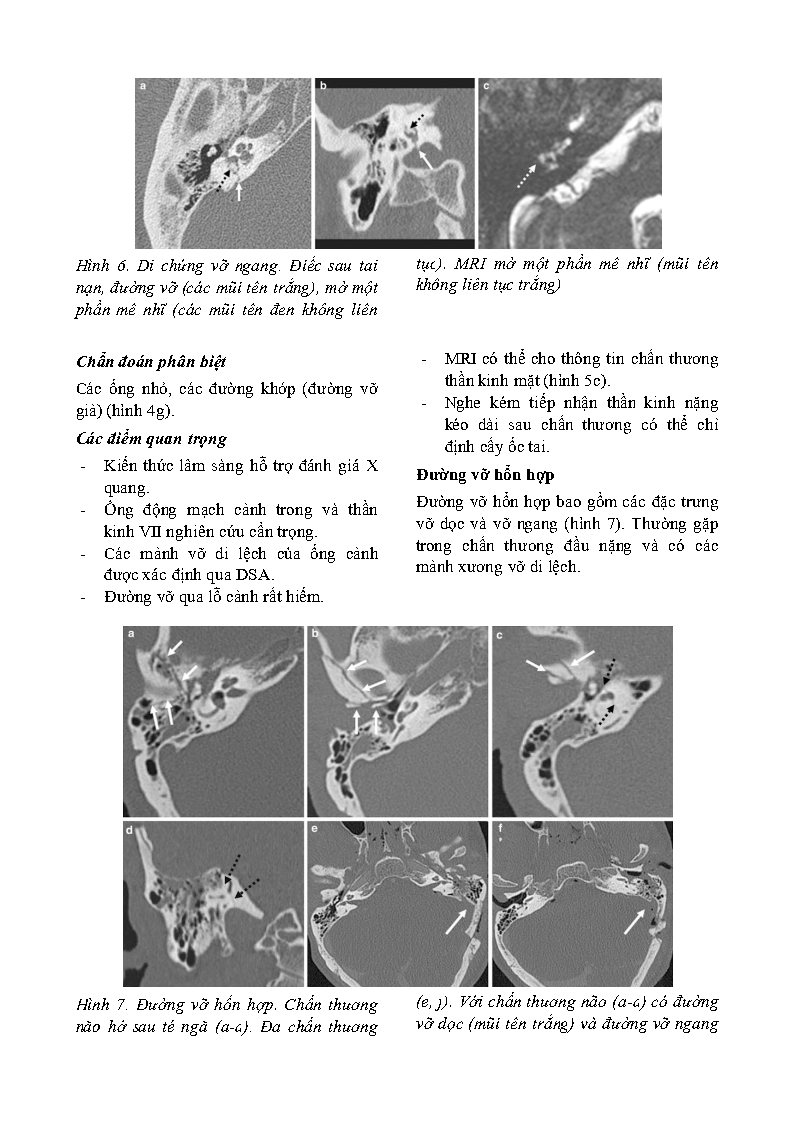 a
b
c
Hình 6. Di chứng vỡ ngang. Điếc sau tai
nạn, đường vỡ (các mũi tên trắng), mờ một
phần mê nhĩ (các mũi tên đen không liên
tục). MRI mờ một phần mê nhĩ (mũi tên
không liên tục trắng)
Chẩn đoán phân biệt
Các ống nhỏ, các đường khớp (đường vỡ
giả) (hình 4g).
Các điểm quan trọng
- Kiến thức lâm sàng hỗ trợ đánh giá X
quang.
- Ống động mạch cảnh trong và thần
kinh VII nghiên cứu cẩn trọng.
- Các mảnh vỡ di lệch của ống cảnh
được xác định qua DSA.
- Đường vỡ qua lỗ cảnh rất hiếm.
- MRI có thể cho thông tin chấn thương
thần kinh mặt (hình 5c).
- Nghe kém tiếp nhận thần kinh nặng
kéo dài sau chấn thương có thể chỉ
định cấy ốc tai.
Đường vỡ hổn hợp
Đường vỡ hổn hợp bao gồm các đặc trưng
vỡ dọc và vỡ ngang (hình 7). Thường gặp
trong chấn thương đầu nặng và có các
mảnh xương vỡ di lệch.
a
b
c
d
e
f
Hình 7. Đường vỡ hổn hợp. Chấn thương
não hở sau té ngã (a-d). Đa chấn thương
(e, f). Với chấn thương não (a-d) có đường
vỡ dọc (mũi tên trắng) và đường vỡ ngang